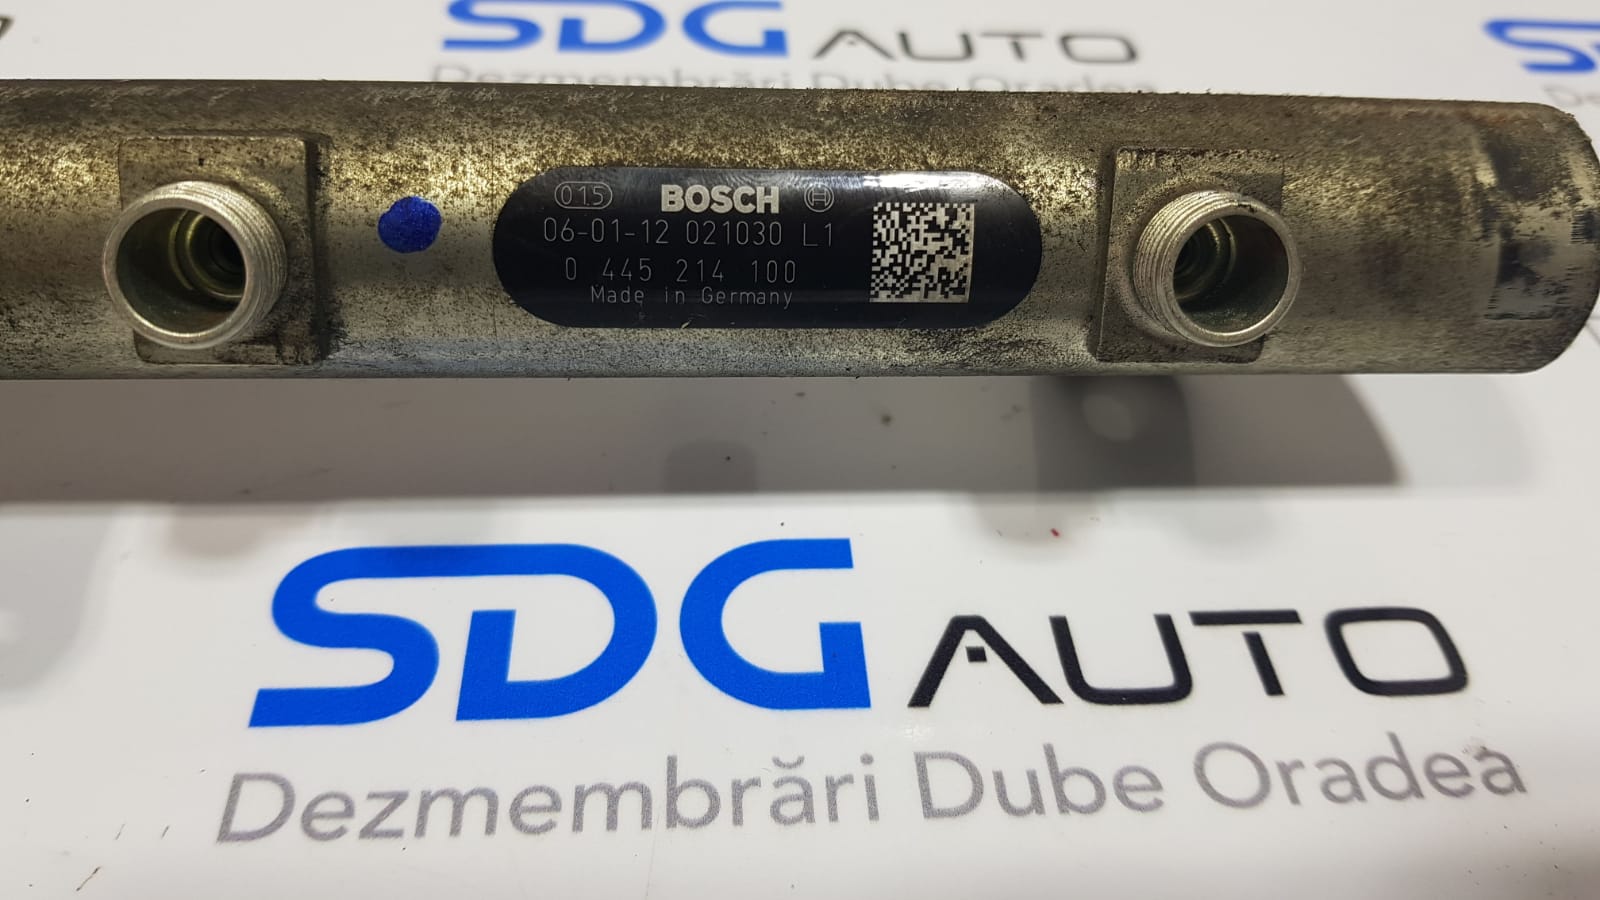 SDG AUTO
Dezmembrări Dube Oradea
015 BOSCH
06-01-12 021030 L1
0 445 214 100
Made in Germany
SDG AUTO
Dezmembrări Dube Oradea